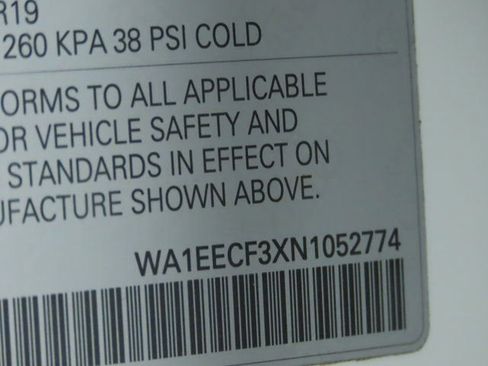 R19
260 KPA 38 PSI COLD
ORMS TO ALL APPLICABLE
OR VEHICLE SAFETY AND
STANDARDS IN EFFECT ON
UFACTURE SHOWN ABOVE.
WA1EECF3XN1052774